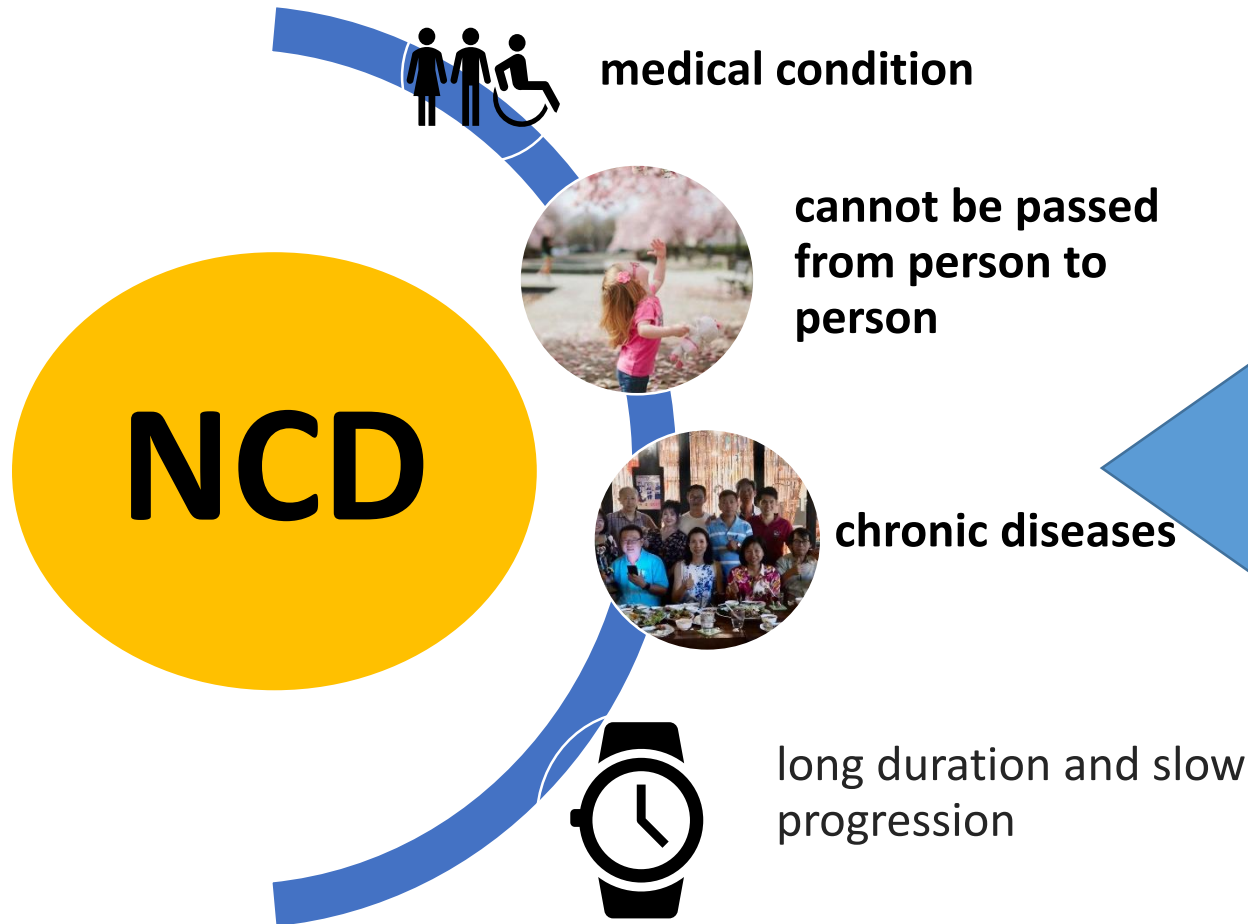 medical condition
cannot be passed
from person to
person
NCD
chronic diseases
long duration and slow
progression